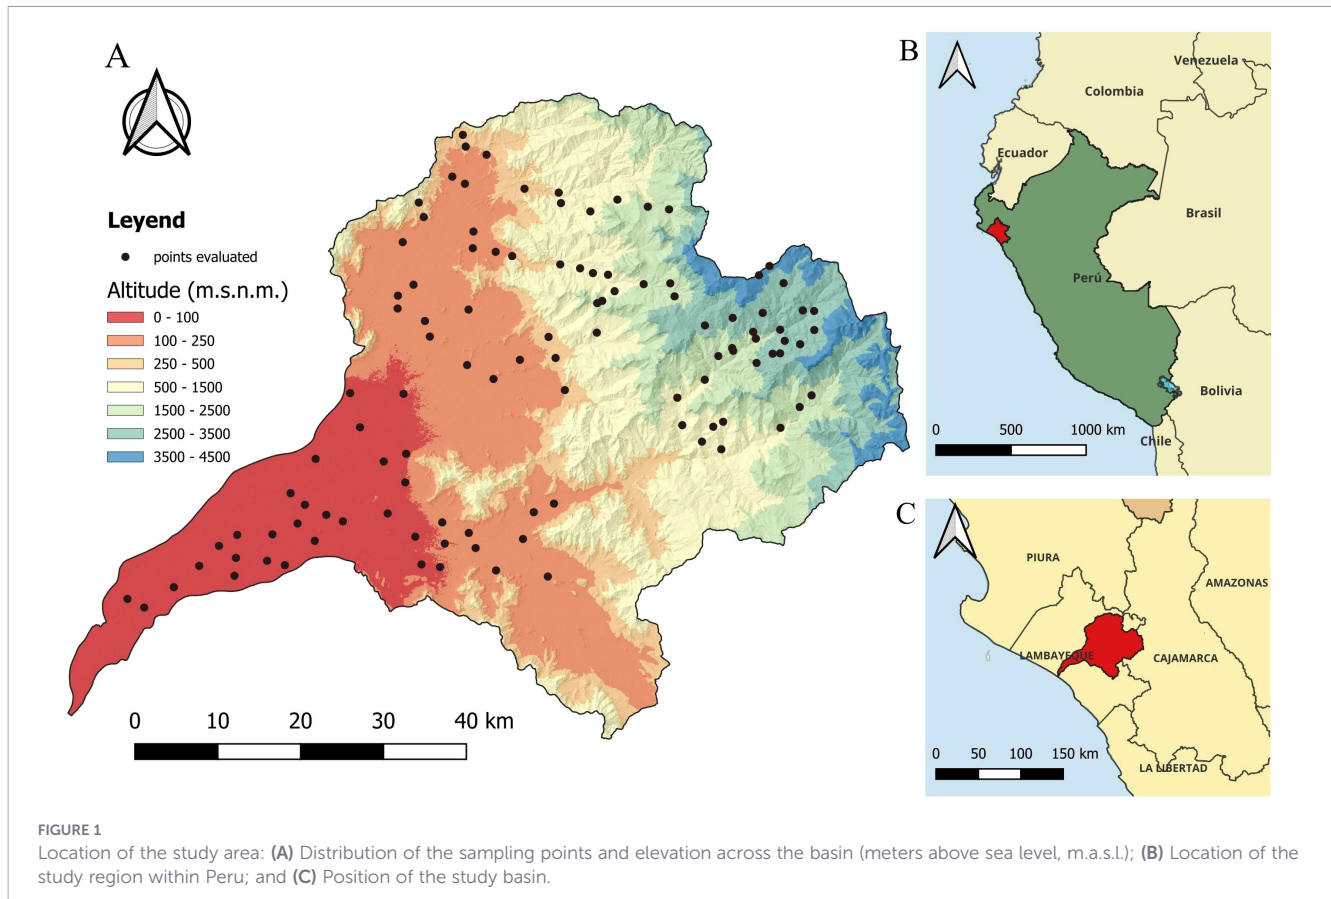 A
Leyend
points evaluated
Altitude (m.s.n.m.)
0 - 100
100 - 250
250 - 500
500 - 1500
1500 - 2500
2500 - 3500
3500 - 4500
0 10 20 30 40 km
B
Venezuela
Colombia
Ecuador
Brasil
Perú
Bolivia
Chile
0 500 1000 km
C
PIURA
AMAZONAS
LAMBAYEQUE
CAJAMARCA
LA LIBERTAD
0 50 100 150 km
FIGURE 1
Location of the study area: (A) Distribution of the sampling points and elevation across the basin (meters above sea level, m.a.s.l.); (B) Location of the
study region within Peru; and (C) Position of the study basin.